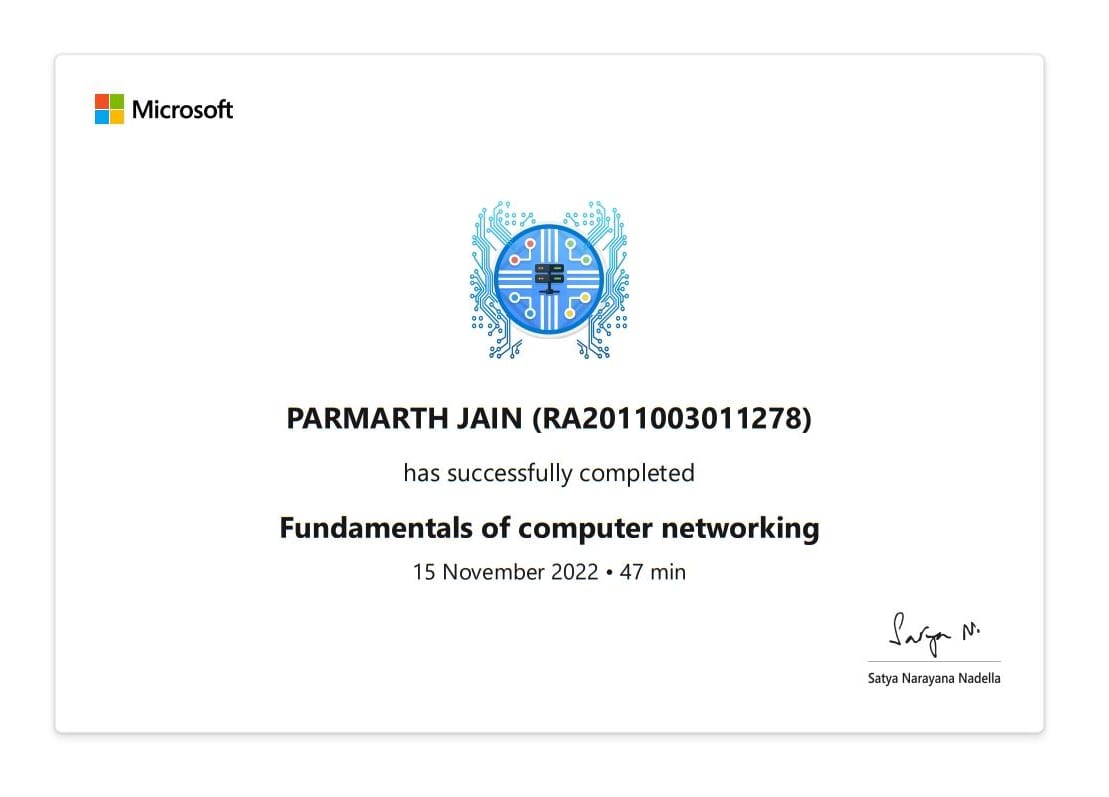 Microsoft
PARMARTH JAIN (RA2011003011278)
has successfully completed
Fundamentals of computer networking
15 November 2022 • 47 min
Satya N.
Satya Narayana Nadella